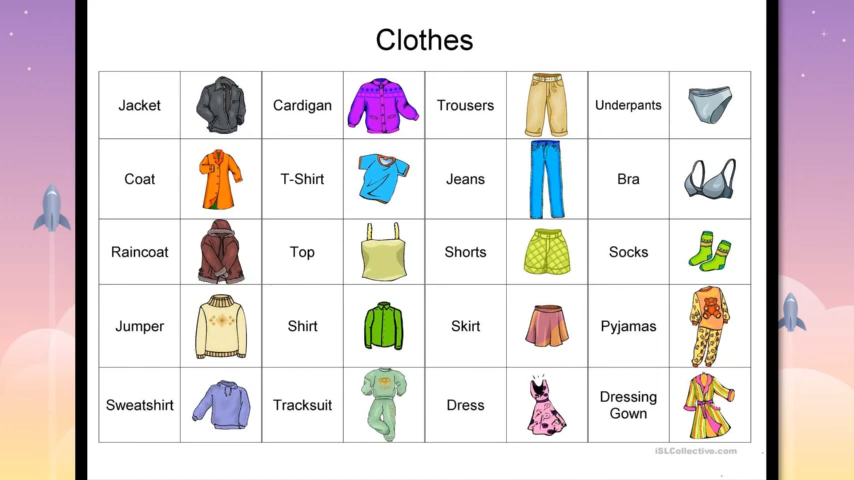 Clothes
Jacket Cardigan Trousers Underpants
Coat T-Shirt Jeans Bra
Raincoat Top Shorts Socks
Jumper Shirt Skirt Pyjamas
Sweatshirt Tracksuit Dress Dressing
Gown
iSLCollective.com